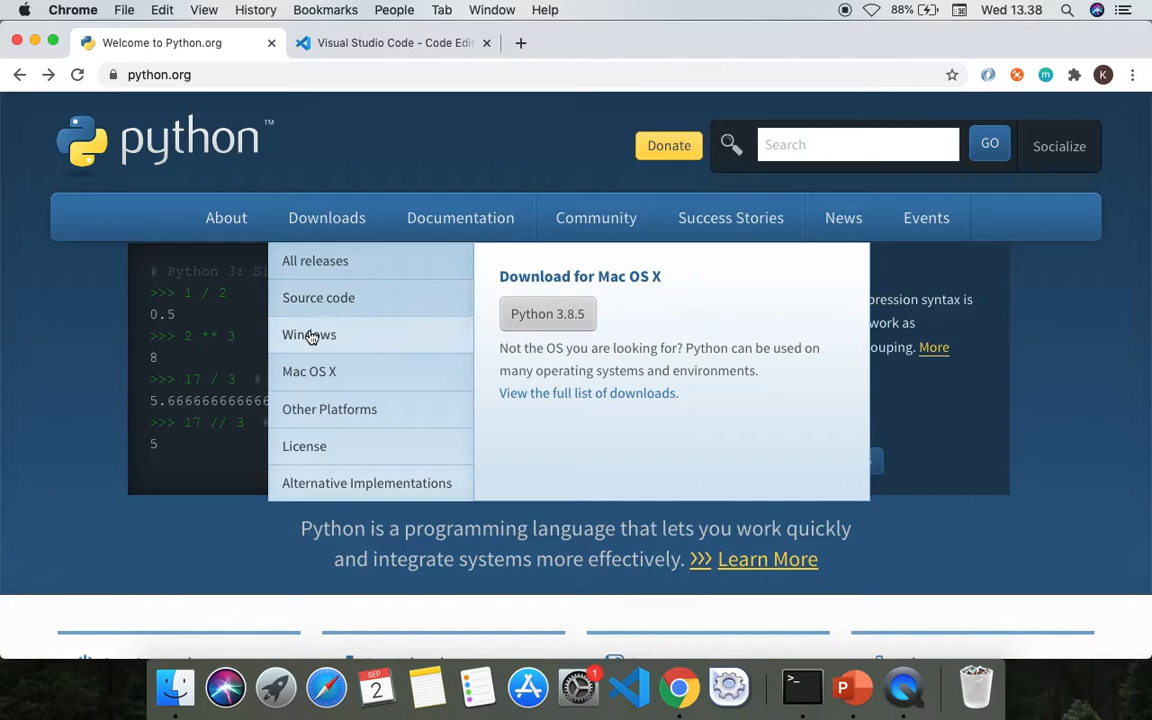 Chrome File Edit View History Bookmarks People Tab Window Help 88% Wed 13.38
Welcome to Python.org
Visual Studio Code - Code Edit
python.org
K
python™
Donate
Search
GO
Socialize
About Downloads Documentation Community Success Stories News Events
# Python 3: Si
>>> 1 / 2
0.5
>>> 2 ** 3
8
>>> 17 / 3 #
5.666666666666
>>> 17 // 3 #
5
All releases
Source code
Windows
Mac OS X
Other Platforms
License
Alternative Implementations
Download for Mac OS X
Python 3.8.5
Not the OS you are looking for? Python can be used on
many operating systems and environments.
View the full list of downloads.
pression syntax is
work as
ouping. More
Python is a programming language that lets you work quickly
and integrate systems more effectively. >>> Learn More
SEP
2
1
>_
P